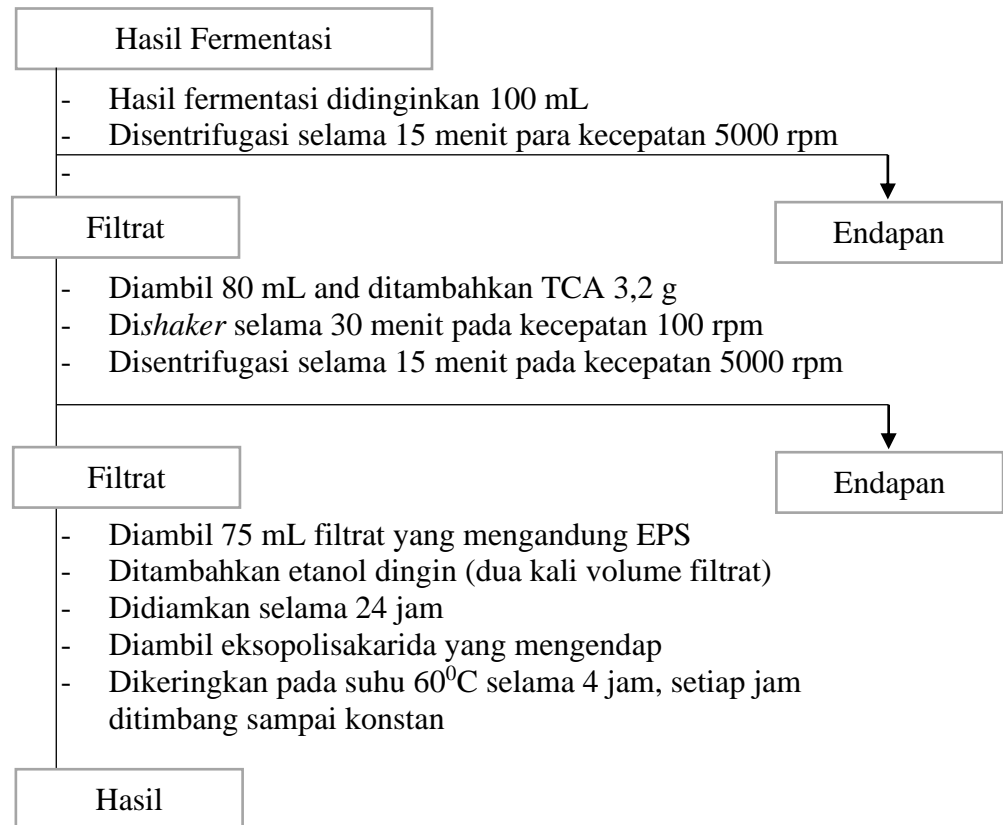 Hasil Fermentasi
- Hasil fermentasi didinginkan 100 mL
- Disentrifugasi selama 15 menit para kecepatan 5000 rpm
-
Filtrat
Endapan
- Diambil 80 mL and ditambahkan TCA 3,2 g
- Dishaker selama 30 menit pada kecepatan 100 rpm
- Disentrifugasi selama 15 menit pada kecepatan 5000 rpm
Filtrat
Endapan
- Diambil 75 mL filtrat yang mengandung EPS
- Ditambahkan etanol dingin (dua kali volume filtrat)
- Didiamkan selama 24 jam
- Diambil eksopolisakarida yang mengendap
- Dikeringkan pada suhu 60⁰C selama 4 jam, setiap jam
ditimbang sampai konstan
Hasil